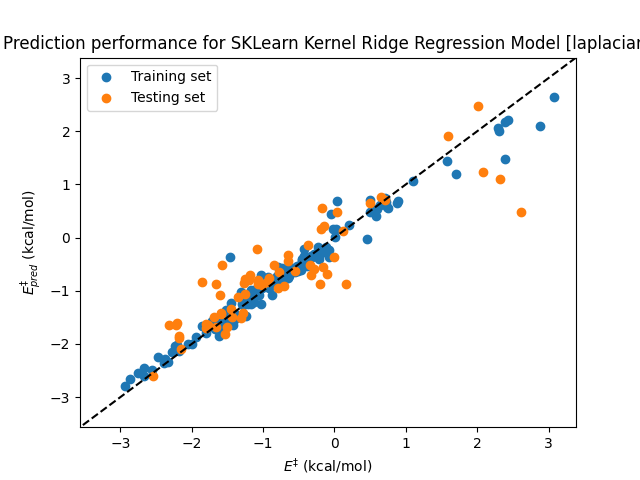 Prediction performance for SKLearn Kernel Ridge Regression Model [laplacian
Training set
Testing set
3
2
1
0
−1
−2
−3
E‡pred (kcal/mol)
−3 −2 −1 0 1 2 3
E‡ (kcal/mol)